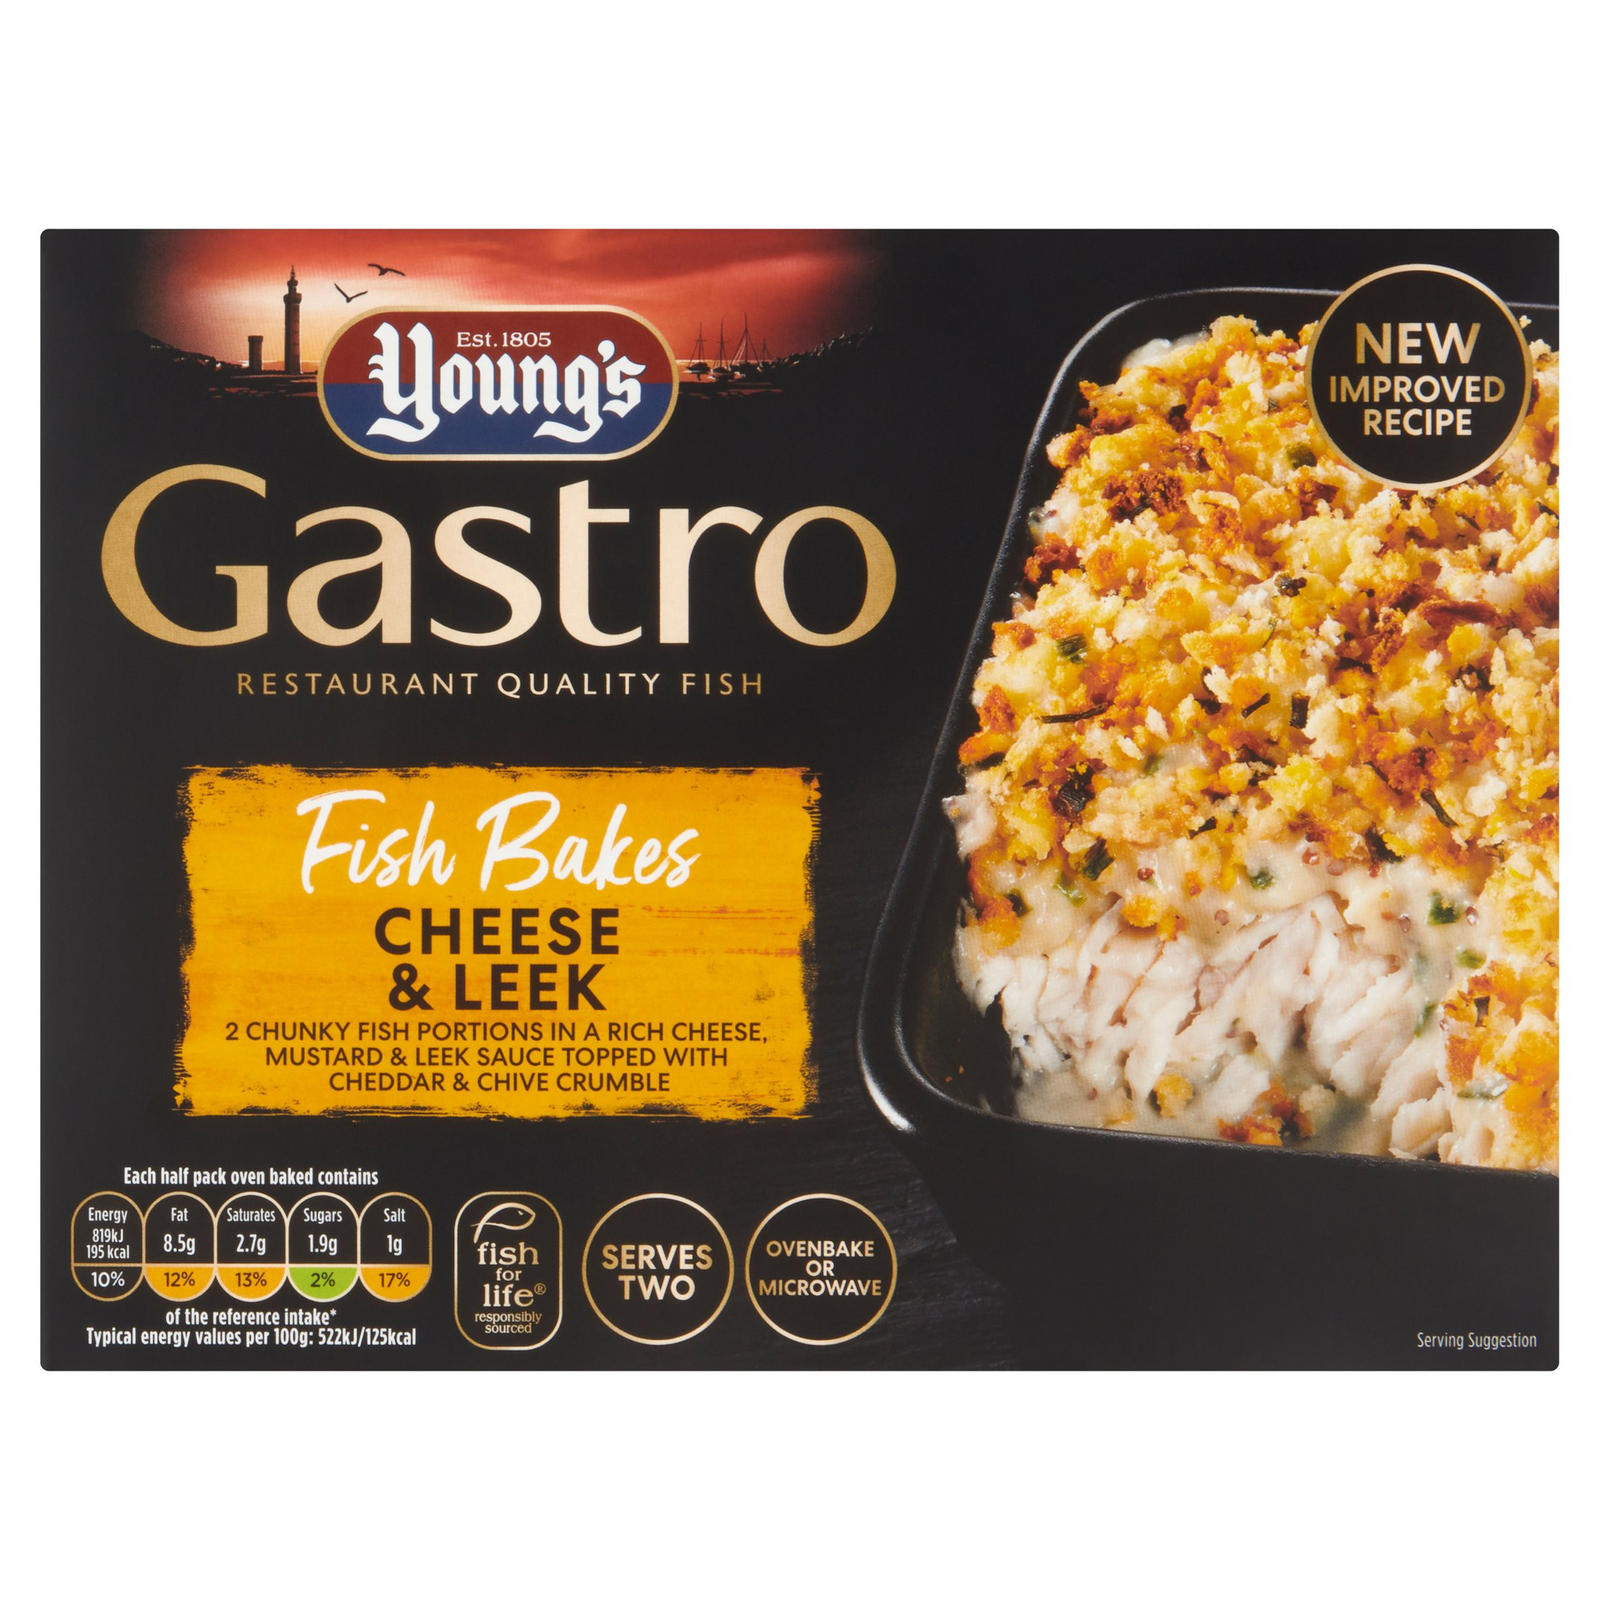 Est. 1805
Young's
Gastro
RESTAURANT QUALITY FISH
NEW
IMPROVED
RECIPE
Fish Bakes
CHEESE
& LEEK
2 CHUNKY FISH PORTIONS IN A RICH CHEESE,
MUSTARD & LEEK SAUCE TOPPED WITH
CHEDDAR & CHIVE CRUMBLE
Each half pack oven baked contains
Energy
819kJ
195 kcal
10%
Fat
8.5g
12%
Saturates
2.7g
13%
Sugars
1.9g
2%
Salt
1g
17%
of the reference intake*
Typical energy values per 100g: 522kJ/125kcal
fish
for
life®
responsibly
sourced
SERVES
TWO
OVENBAKE
OR
MICROWAVE
Serving Suggestion